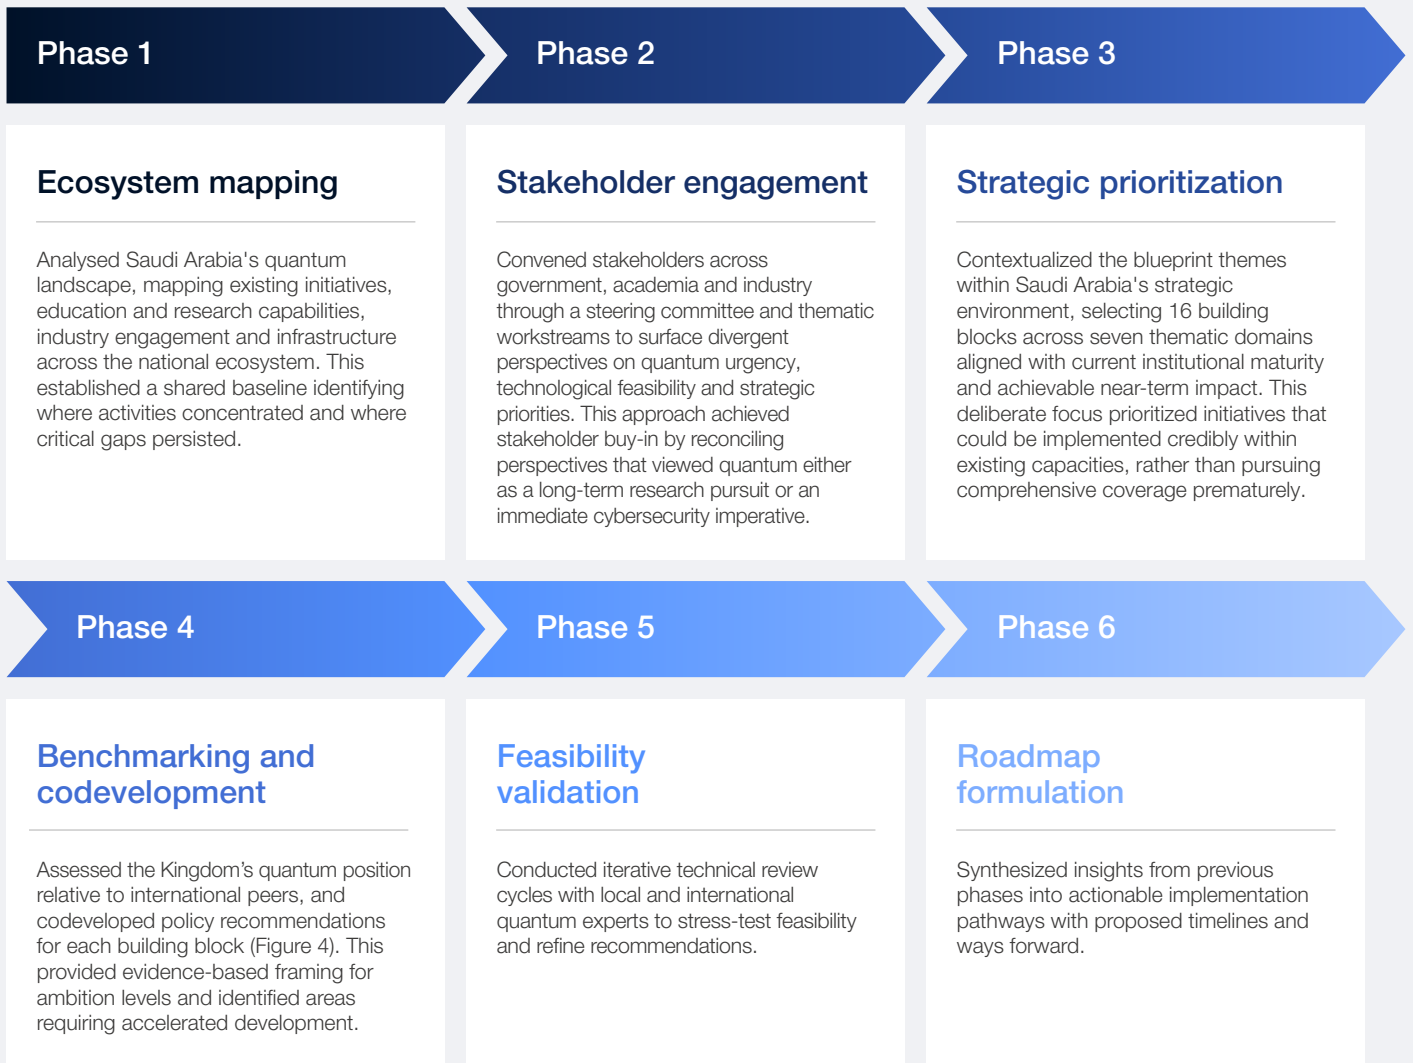 Phase 1
Phase 2
Phase 3
Ecosystem mapping
Analysed Saudi Arabia's quantum
landscape, mapping existing initiatives,
education and research capabilities,
industry engagement and infrastructure
across the national ecosystem. This
established a shared baseline identifying
where activities concentrated and where
critical gaps persisted.
Stakeholder engagement
Convened stakeholders across
government, academia and industry
through a steering committee and thematic
workstreams to surface divergent
perspectives on quantum urgency,
technological feasibility and strategic
priorities. This approach achieved
stakeholder buy-in by reconciling
perspectives that viewed quantum either
as a long-term research pursuit or an
immediate cybersecurity imperative.
Strategic prioritization
Contextualized the blueprint themes
within Saudi Arabia's strategic
environment, selecting 16 building
blocks across seven thematic domains
aligned with current institutional maturity
and achievable near-term impact. This
deliberate focus prioritized initiatives that
could be implemented credibly within
existing capacities, rather than pursuing
comprehensive coverage prematurely.
Phase 4
Phase 5
Phase 6
Benchmarking and
codevelopment
Assessed the Kingdom’s quantum position
relative to international peers, and
codeveloped policy recommendations
for each building block (Figure 4). This
provided evidence-based framing for
ambition levels and identified areas
requiring accelerated development.
Feasibility
validation
Conducted iterative technical review
cycles with local and international
quantum experts to stress-test feasibility
and refine recommendations.
Roadmap
formulation
Synthesized insights from previous
phases into actionable implementation
pathways with proposed timelines and
ways forward.